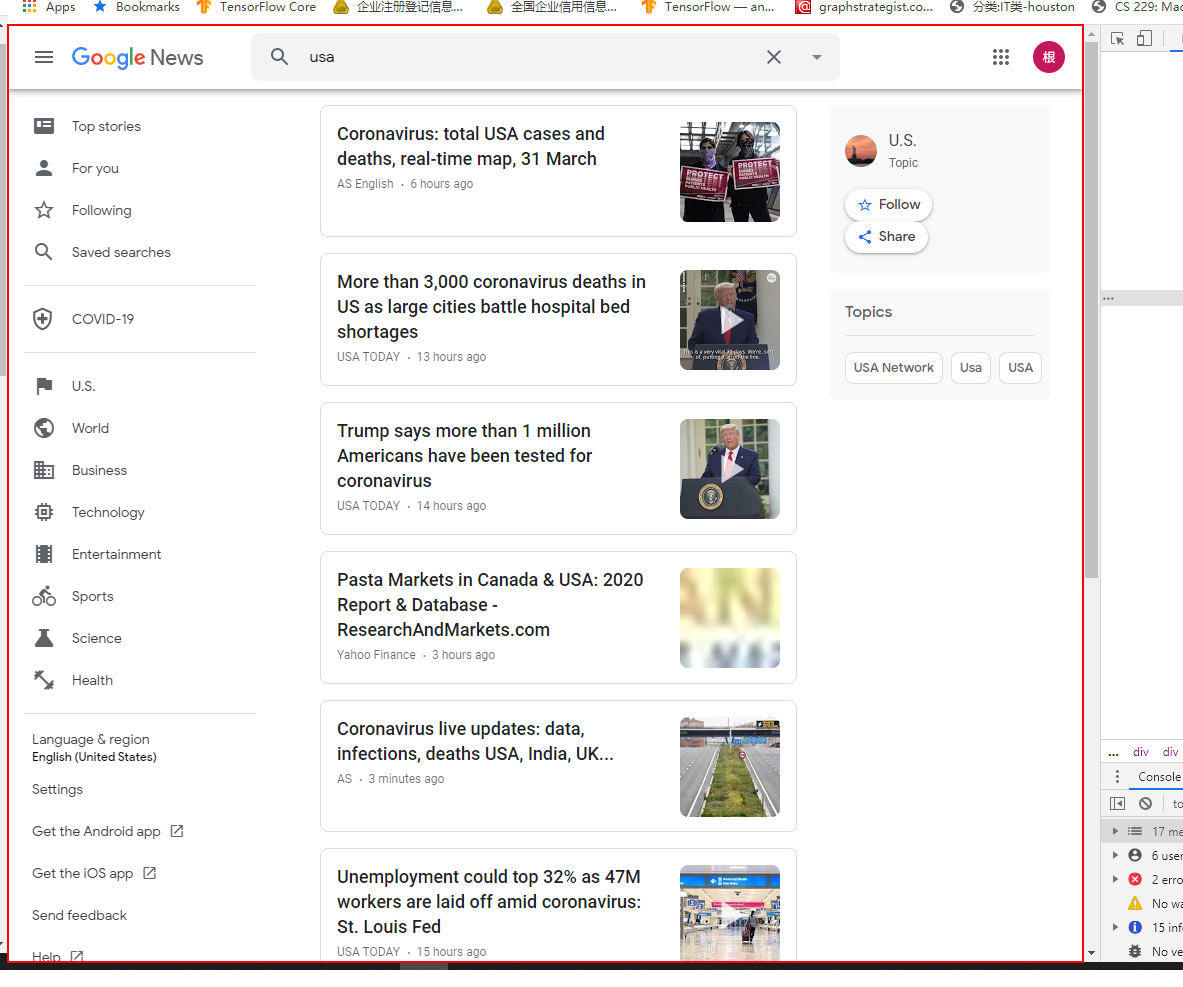 Apps
Bookmarks
TensorFlow Core
企业注册登记信息...
全国企业信用信息...
TensorFlow — an...
graphstrategist.co...
分类:IT类-houston
CS 229: Mac
Google News
usa
根
Top stories
For you
Following
Saved searches
COVID-19
U.S.
World
Business
Technology
Entertainment
Sports
Science
Health
Language & region
English (United States)
Settings
Get the Android app
Get the iOS app
Send feedback
Help
Coronavirus: total USA cases and
deaths, real-time map, 31 March
AS English · 6 hours ago
PROTECT
PROTECT
More than 3,000 coronavirus deaths in
US as large cities battle hospital bed
shortages
USA TODAY · 13 hours ago
Trump says more than 1 million
Americans have been tested for
coronavirus
USA TODAY · 14 hours ago
Pasta Markets in Canada & USA: 2020
Report & Database -
ResearchAndMarkets.com
Yahoo Finance · 3 hours ago
Coronavirus live updates: data,
infections, deaths USA, India, UK...
AS · 3 minutes ago
Unemployment could top 32% as 47M
workers are laid off amid coronavirus:
St. Louis Fed
USA TODAY · 15 hours ago
U.S.
Topic
Follow
Share
Topics
USA Network
Usa
USA
...
div
div
Console
to
17 me
6 user
2 erro
No wa
15 inf
No ve